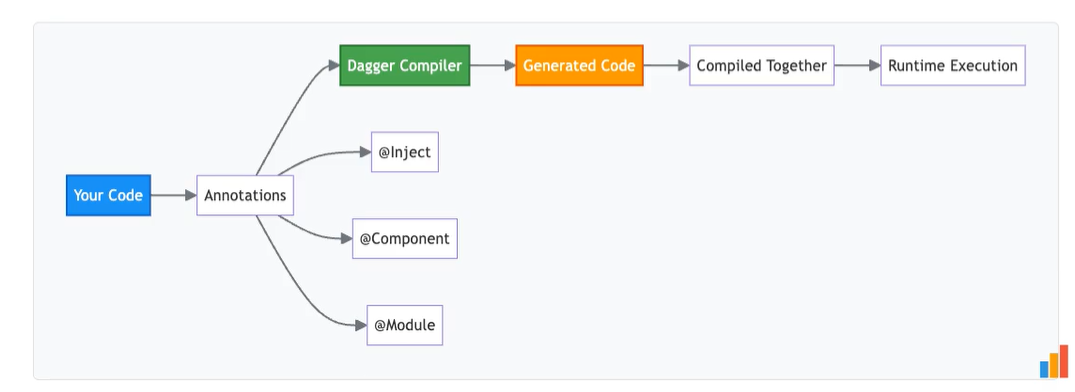 Dagger Compiler
Generated Code
Compiled Together
Runtime Execution
@Inject
Your Code
Annotations
@Component
@Module